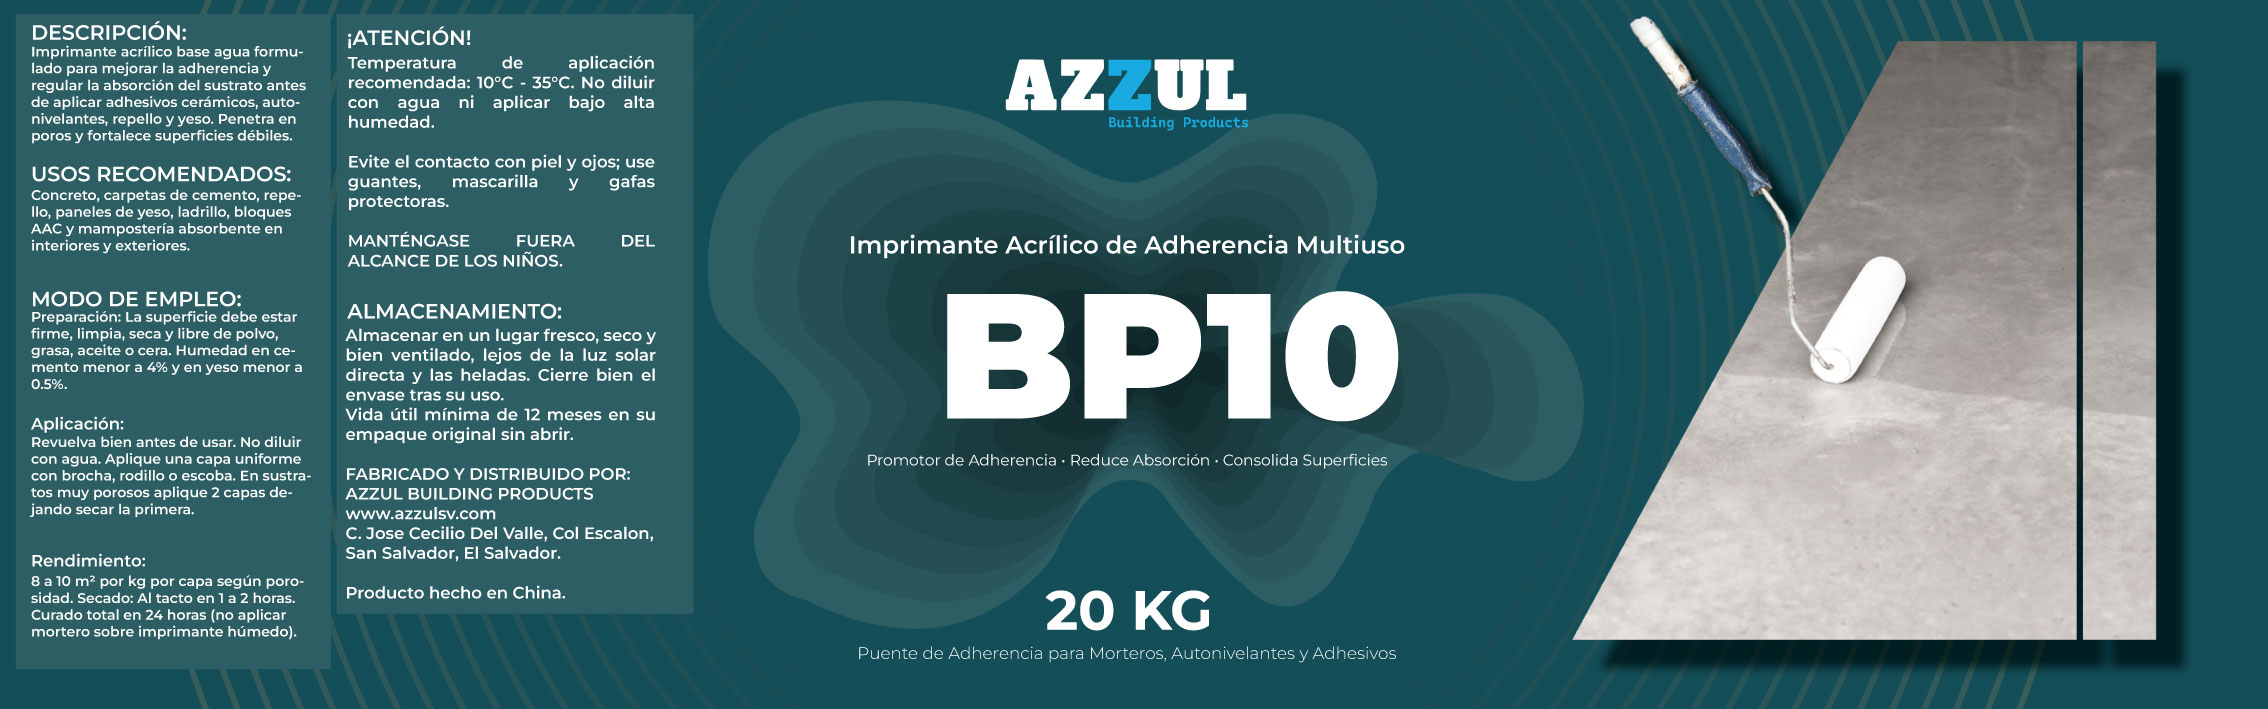 DESCRIPCIÓN:
Imprimante acrílico base agua formu-
lado para mejorar la adherencia y
regular la absorción del sustrato antes
de aplicar adhesivos cerámicos, auto-
nivelantes, repello y yeso. Penetra en
poros y fortalece superficies débiles.
USOS RECOMENDADOS:
Concreto, carpetas de cemento, repe-
llo, paneles de yeso, ladrillo, bloques
AAC y mampostería absorbente en
interiores y exteriores.
MODO DE EMPLEO:
Preparación: La superficie debe estar
firme, limpia, seca y libre de polvo,
grasa, aceite o cera. Humedad en ce-
mento menor a 4% y en yeso menor a
0.5%.
Aplicación:
Revuelva bien antes de usar. No diluir
con agua. Aplique una capa uniforme
con brocha, rodillo o escoba. En sustra-
tos muy porosos aplique 2 capas de-
jando secar la primera.
Rendimiento:
8 a 10 m² por kg por capa según poro-
sidad. Secado: Al tacto en 1 a 2 horas.
Curado total en 24 horas (no aplicar
mortero sobre imprimante húmedo).
¡ATENCIÓN!
Temperatura de aplicación
recomendada: 10°C - 35°C. No diluir
con agua ni aplicar bajo alta
humedad.
Evite el contacto con piel y ojos; use
guantes, mascarilla y gafas
protectoras.
MANTÉNGASE FUERA DEL
ALCANCE DE LOS NIÑOS.
ALMACENAMIENTO:
Almacenar en un lugar fresco, seco y
bien ventilado, lejos de la luz solar
directa y las heladas. Cierre bien el
envase tras su uso.
Vida útil mínima de 12 meses en su
empaque original sin abrir.
FABRICADO Y DISTRIBUIDO POR:
AZZUL BUILDING PRODUCTS
www.azzulsv.com
C. Jose Cecilio Del Valle, Col Escalon,
San Salvador, El Salvador.
Producto hecho en China.
AZZUL
Building Products
Imprimante Acrílico de Adherencia Multiuso
BP10
Promotor de Adherencia • Reduce Absorción • Consolida Superficies
20 KG
Puente de Adherencia para Morteros, Autonivelantes y Adhesivos